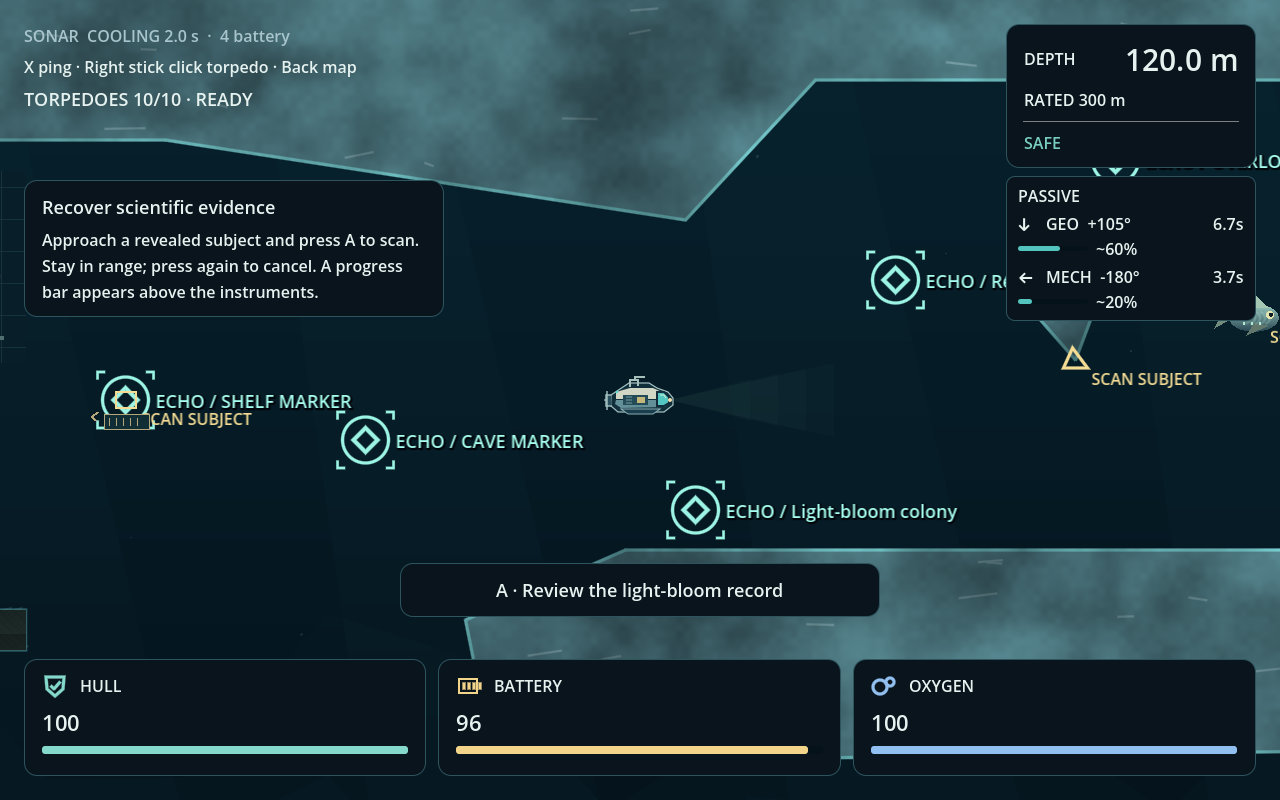 SONAR COOLING 2.0 s · 4 battery
X ping · Right stick click torpedo · Back map
TORPEDOES 10/10 · READY
DEPTH 120.0 m
RATED 300 m
SAFE
PASSIVE
GEO +105° 6.7s
~60%
MECH -180° 3.7s
~20%
Recover scientific evidence
Approach a revealed subject and press A to scan.
Stay in range; press again to cancel. A progress
bar appears above the instruments.
ECHO /
SCAN SUBJECT
ECHO / SHELF MARKER
CAN SUBJECT
ECHO / CAVE MARKER
ECHO / Light-bloom colony
A · Review the light-bloom record
HULL
100
BATTERY
96
OXYGEN
100